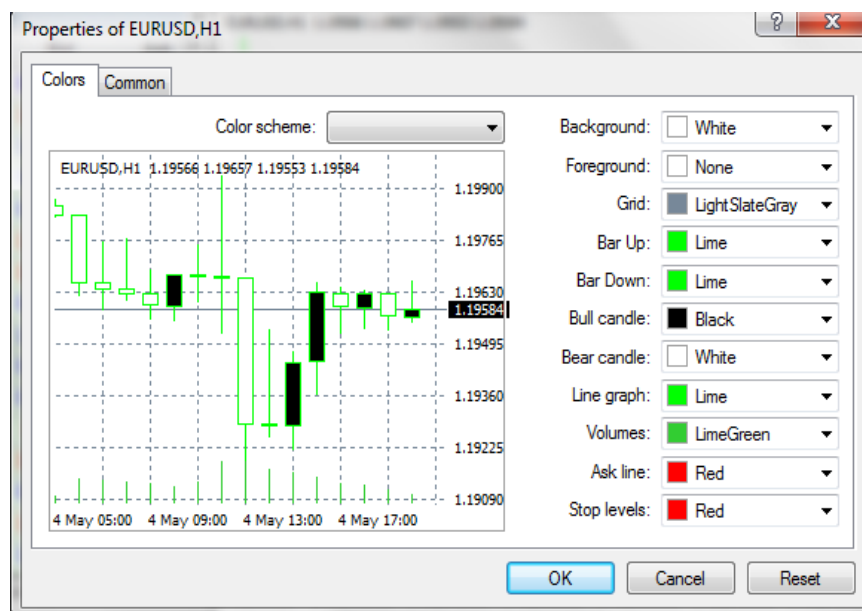 Properties of EURUSD,H1
Colors
Common
Color scheme:
EURUSD,H1 1.19566 1.19657 1.19553 1.19584
1.19900
1.19765
1.19630
1.19584
1.19495
1.19360
1.19225
1.19090
4 May 05:00 4 May 09:00 4 May 13:00 4 May 17:00
Background: White
Foreground: None
Grid: LightSlateGray
Bar Up: Lime
Bar Down: Lime
Bull candle: Black
Bear candle: White
Line graph: Lime
Volumes: LimeGreen
Ask line: Red
Stop levels: Red
OK Cancel Reset